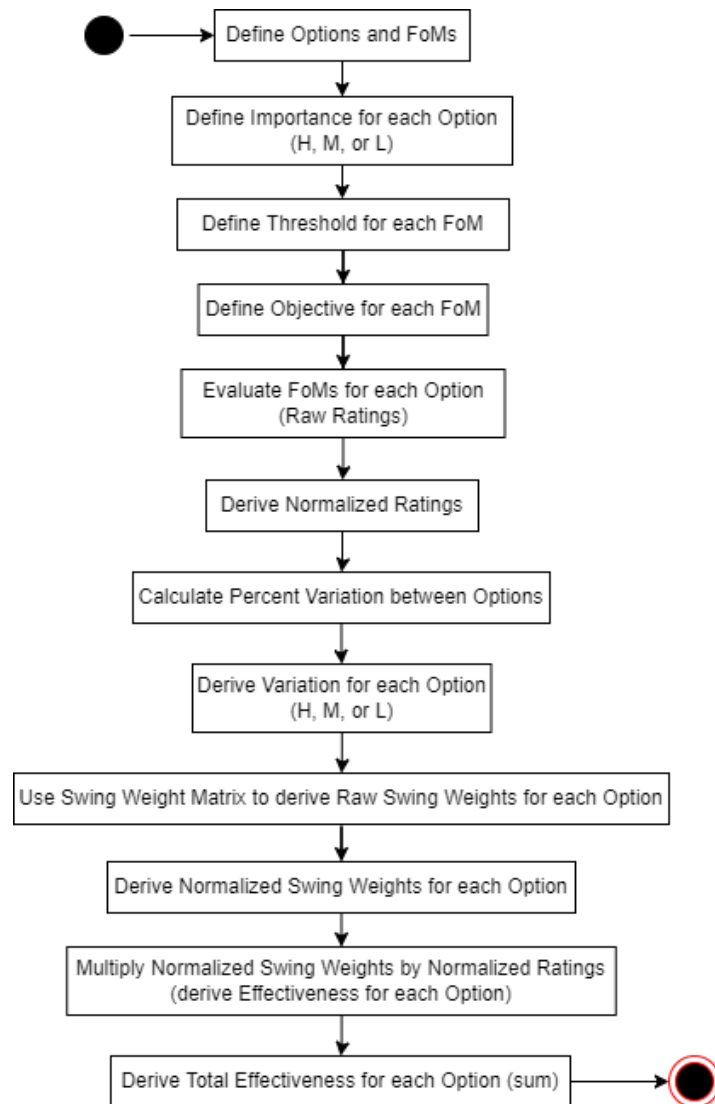 Define Options and FoMs
Define Importance for each Option
(H, M, or L)
Define Threshold for each FoM
Define Objective for each FoM
Evaluate FoMs for each Option
(Raw Ratings)
Derive Normalized Ratings
Calculate Percent Variation between Options
Derive Variation for each Option
(H, M, or L)
Use Swing Weight Matrix to derive Raw Swing Weights for each Option
Derive Normalized Swing Weights for each Option
Multiply Normalized Swing Weights by Normalized Ratings
(derive Effectiveness for each Option)
Derive Total Effectiveness for each Option (sum)